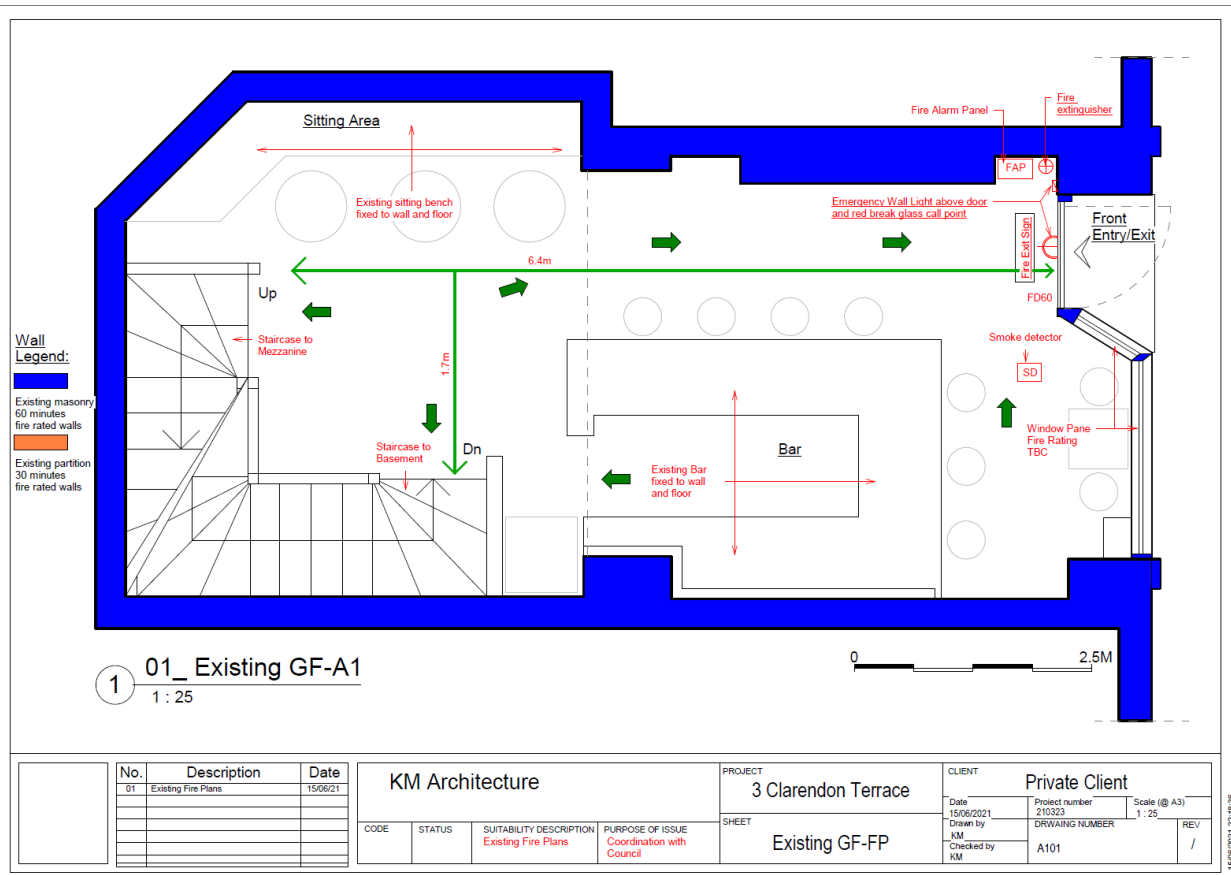 Fire
extinguisher
Fire Alarm Panel
Sitting Area
FAP
Existing sitting bench
fixed to wall and floor
Emergency Wall Light above door
and red break glass call point
Front
Entry/Exit
Fire Exit Sign
6.4m
Up
FD60
Staircase to
Mezzanine
Smoke detector
SD
Wall
Legend:
1.7m
Existing masonry
60 minutes
fire rated walls
Existing partition
30 minutes
fire rated walls
Staircase to
Basement
Dn
Bar
Existing Bar
fixed to wall
and floor
Window Pane
Fire Rating
TBC
1
01_ Existing GF-A1
1 : 25
0
2.5M
No.
Description
Date
01
Existing Fire Plans
15/06/21
KM Architecture
CODE
STATUS
SUITABILITY DESCRIPTION
Existing Fire Plans
PURPOSE OF ISSUE
Coordination with
Council
PROJECT
3 Clarendon Terrace
SHEET
Existing GF-FP
CLIENT
Private Client
Date
15/06/2021
Project number
210323
Scale (@ A3)
1 : 25
Drawn by
KM
Checked by
KM
DRWAING NUMBER
A101
REV
/